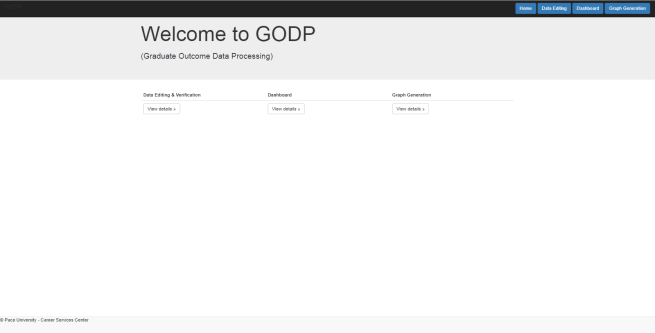 Home Data Editing Dashboard Graph Generation
Welcome to GODP
(Graduate Outcome Data Processing)
Data Editing & Verification Dashboard Graph Generation
View details » View details » View details »
© Pace University - Career Services Center